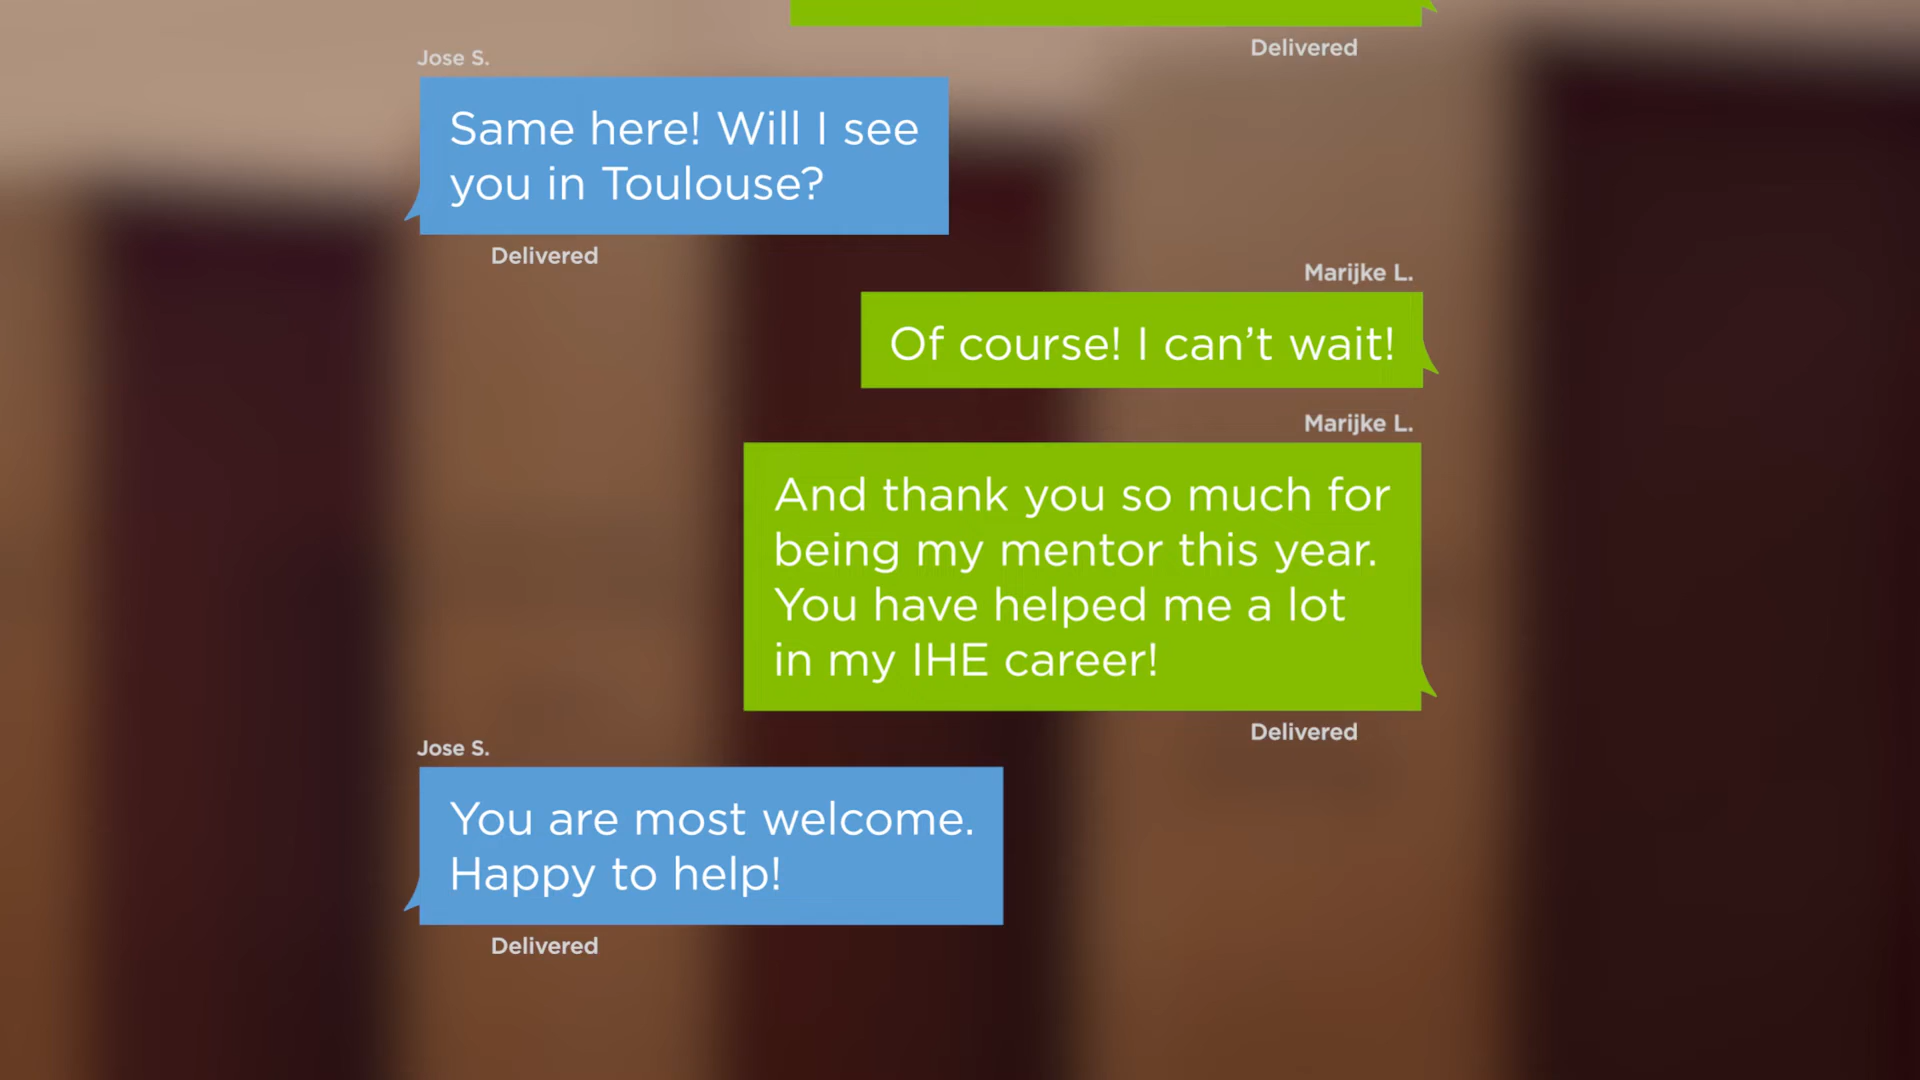 Delivered
Jose S.
Same here! Will I see
you in Toulouse?
Delivered
Marijke L.
Of course! I can’t wait!
Marijke L.
And thank you so much for
being my mentor this year.
You have helped me a lot
in my IHE career!
Delivered
Jose S.
You are most welcome.
Happy to help!
Delivered